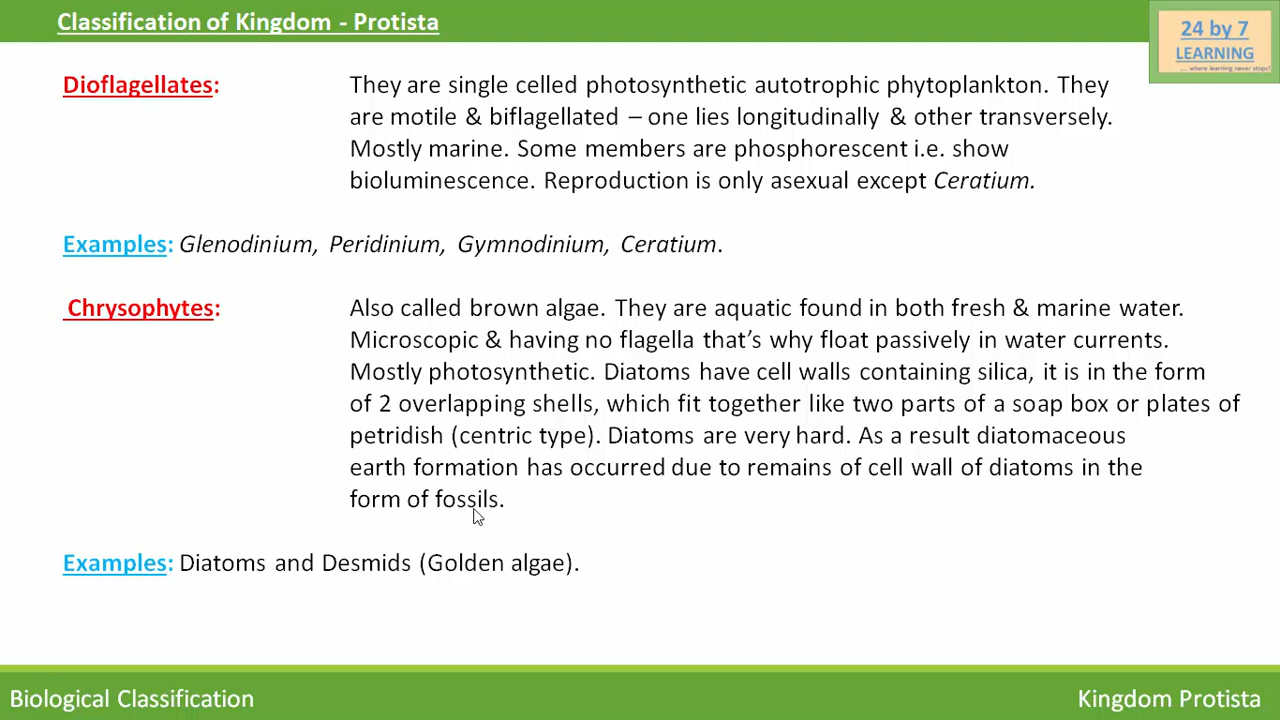 Classification of Kingdom - Protista
24 by 7
LEARNING
.... where learning never stops!
Dioflagellates: They are single celled photosynthetic autotrophic phytoplankton. They
are motile & biflagellated – one lies longitudinally & other transversely.
Mostly marine. Some members are phosphorescent i.e. show
bioluminescence. Reproduction is only asexual except Ceratium.
Examples: Glenodinium, Peridinium, Gymnodinium, Ceratium.
Chrysophytes: Also called brown algae. They are aquatic found in both fresh & marine water.
Microscopic & having no flagella that’s why float passively in water currents.
Mostly photosynthetic. Diatoms have cell walls containing silica, it is in the form
of 2 overlapping shells, which fit together like two parts of a soap box or plates of
petridish (centric type). Diatoms are very hard. As a result diatomaceous
earth formation has occurred due to remains of cell wall of diatoms in the
form of fossils.
Examples: Diatoms and Desmids (Golden algae).
Biological Classification
Kingdom Protista